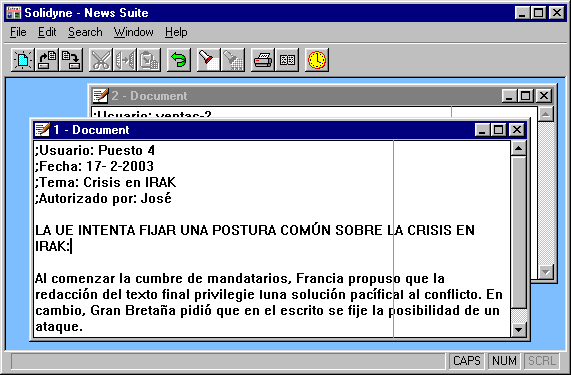 Solidyne - News Suite
File Edit Search Window Help
2 - Document
;Usuario: ventas-2
1 - Document
;Usuario: Puesto 4
;Fecha: 17- 2-2003
;Tema: Crisis en IRAK
;Autorizado por: José
LA UE INTENTA FIJAR UNA POSTURA COMÚN SOBRE LA CRISIS EN
IRAK:
Al comenzar la cumbre de mandatarios, Francia propuso que la
redacción del texto final privilegie luna solución pacífical al conflicto. En
cambio, Gran Bretaña pidió que en el escrito se fije la posibilidad de un
ataque.
CAPS NUM SCRL